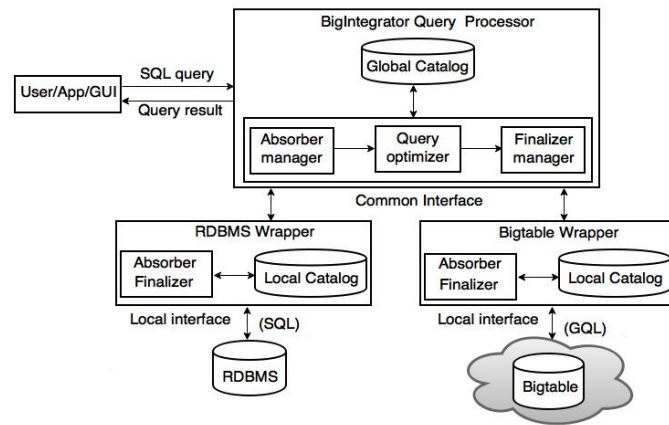 BigIntegrator Query Processor
Global Catalog
SQL query
User/App/GUI
Query result
Absorber
manager
Query
optimizer
Finalizer
manager
Common Interface
RDBMS Wrapper
Absorber
Finalizer
Local Catalog
Bigtable Wrapper
Absorber
Finalizer
Local Catalog
Local interface
(SQL)
Local interface
(GQL)
RDBMS
Bigtable